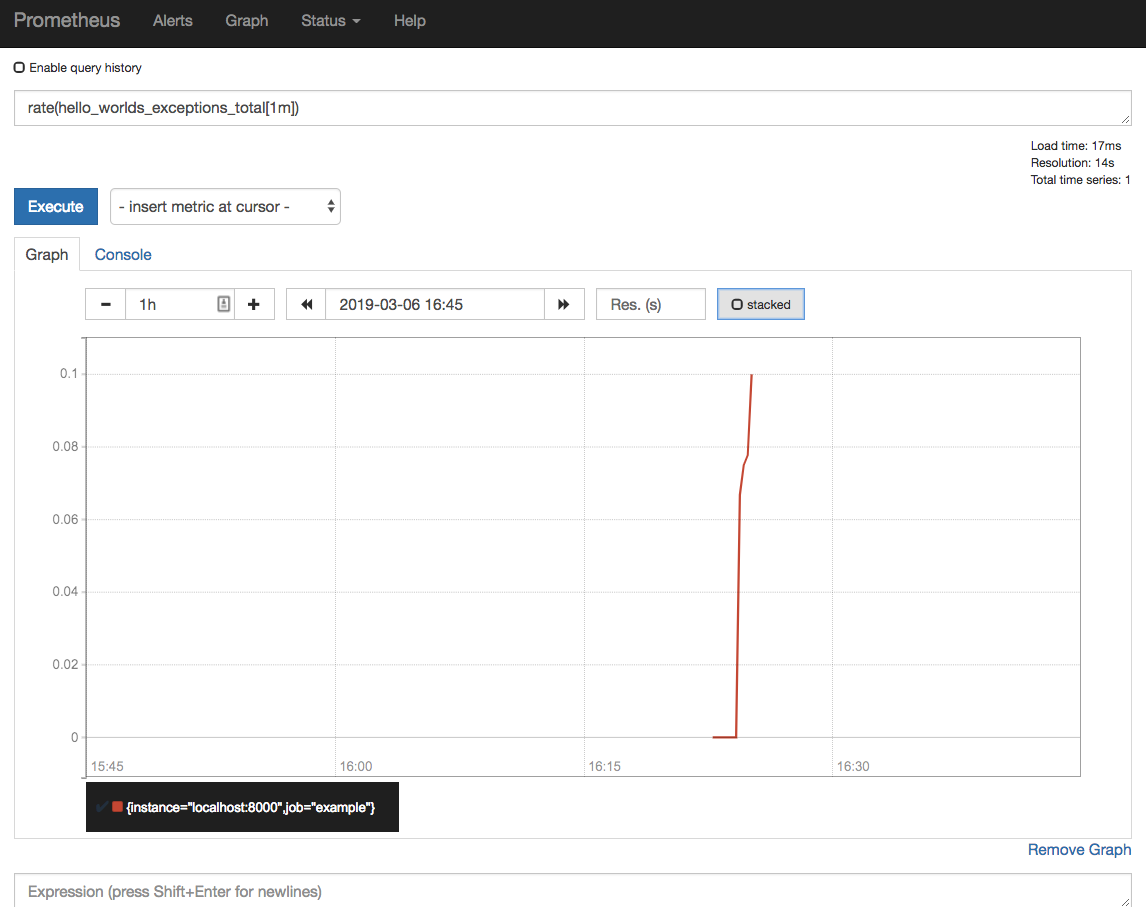 Prometheus Alerts Graph Status Help
Enable query history
rate(hello_worlds_exceptions_total[1m])
Load time: 17ms
Resolution: 14s
Total time series: 1
Execute - insert metric at cursor -
Graph Console
1h 2019-03-06 16:45 Res. (s) stacked
0.1
0.08
0.06
0.04
0.02
0
15:45 16:00 16:15 16:30
{instance="localhost:8000",job="example"}
Remove Graph
Expression (press Shift+Enter for newlines)